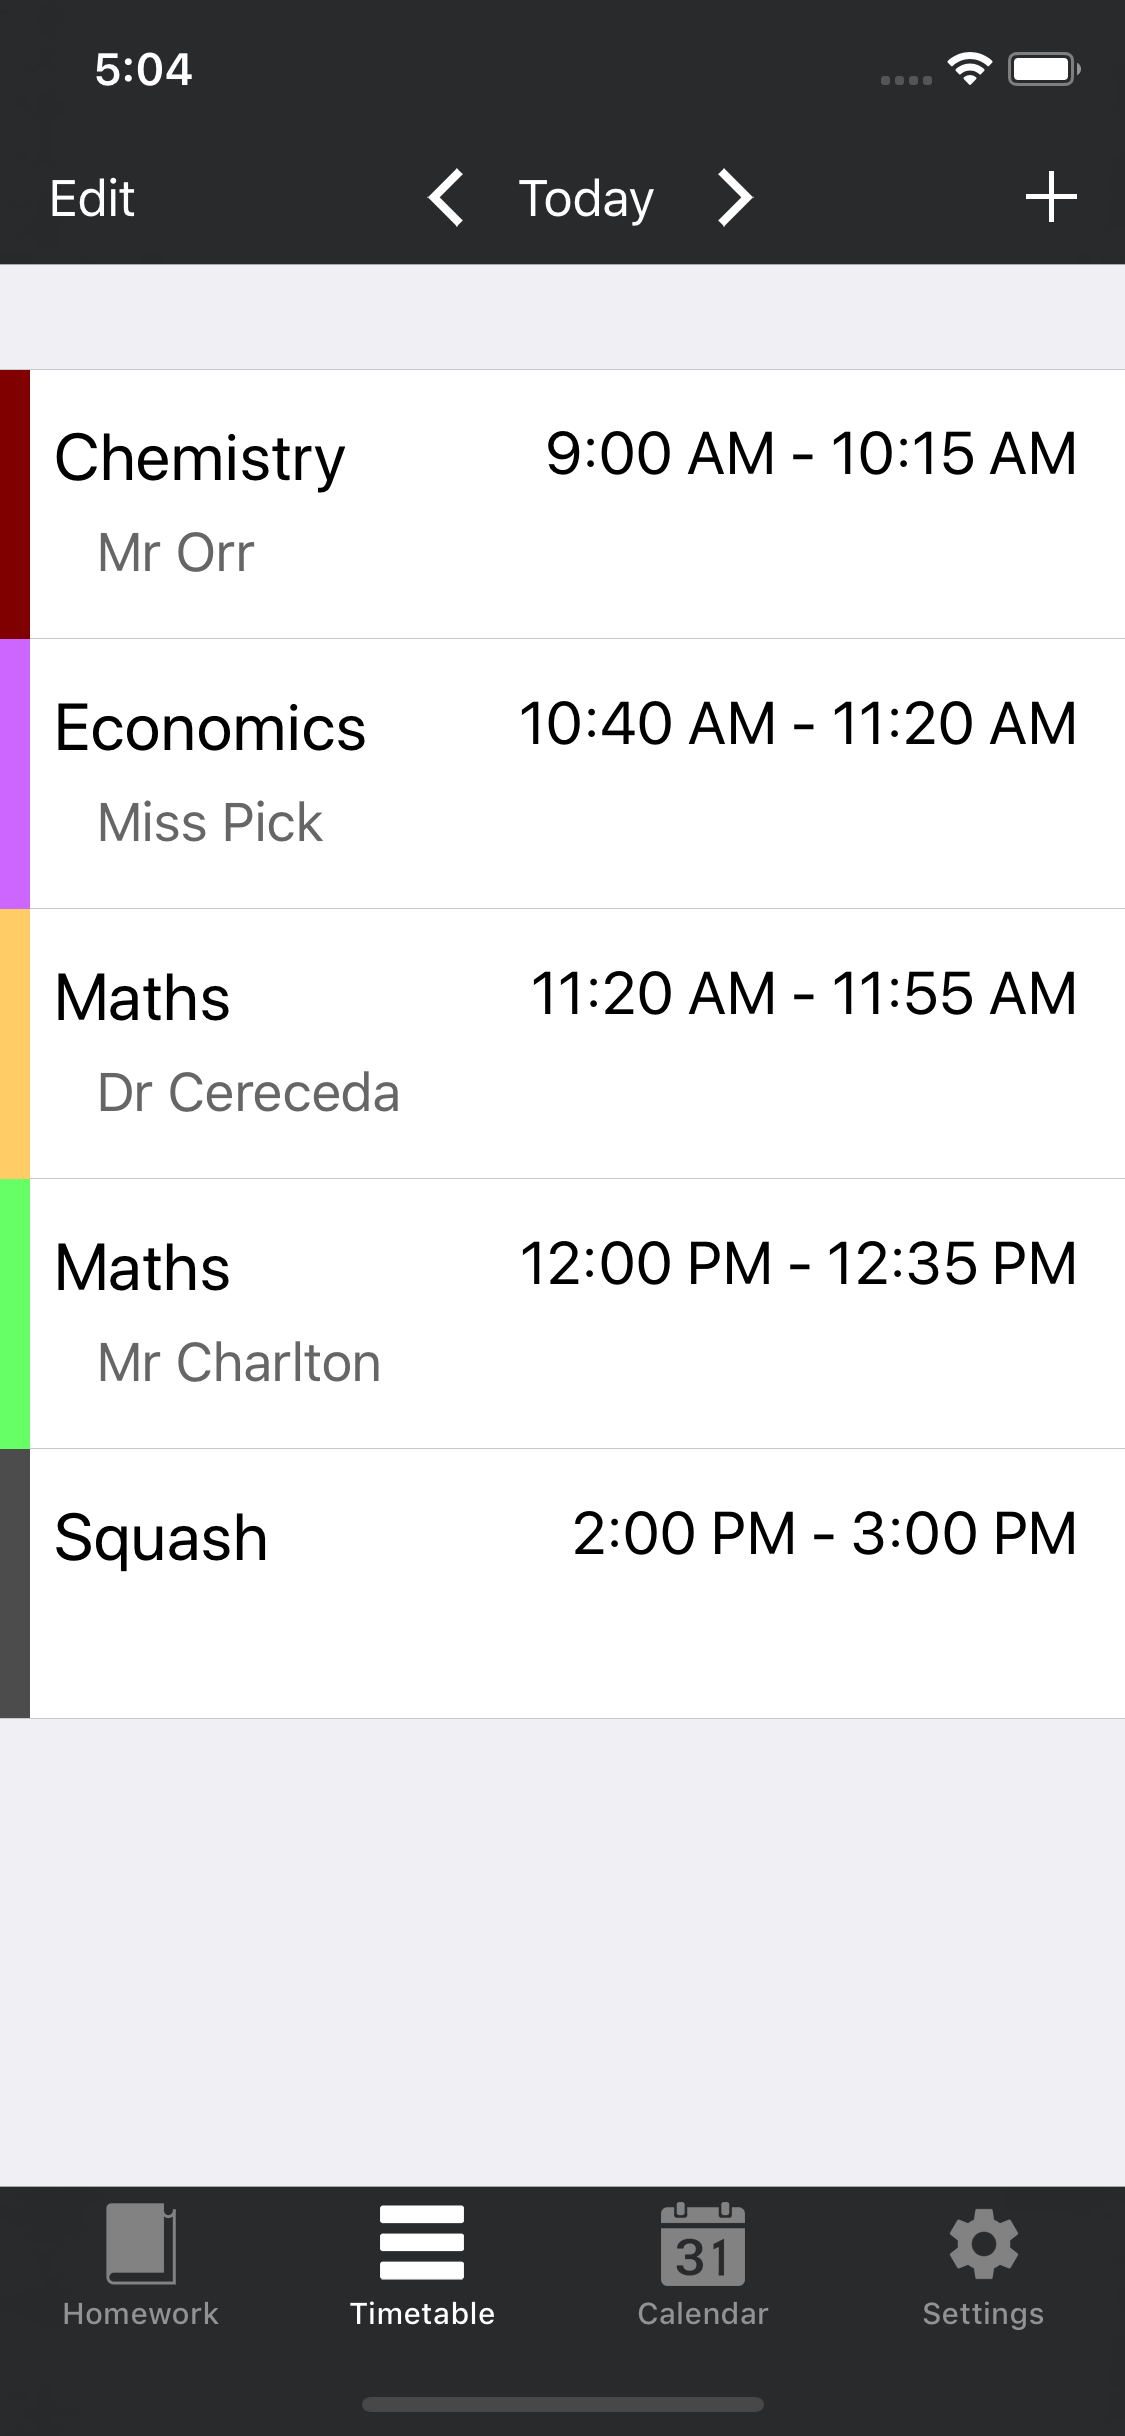 5:04
Edit Today
Chemistry 9:00 AM - 10:15 AM
Mr Orr
Economics 10:40 AM - 11:20 AM
Miss Pick
Maths 11:20 AM - 11:55 AM
Dr Cereceda
Maths 12:00 PM - 12:35 PM
Mr Charlton
Squash 2:00 PM - 3:00 PM
31
Homework Timetable Calendar Settings